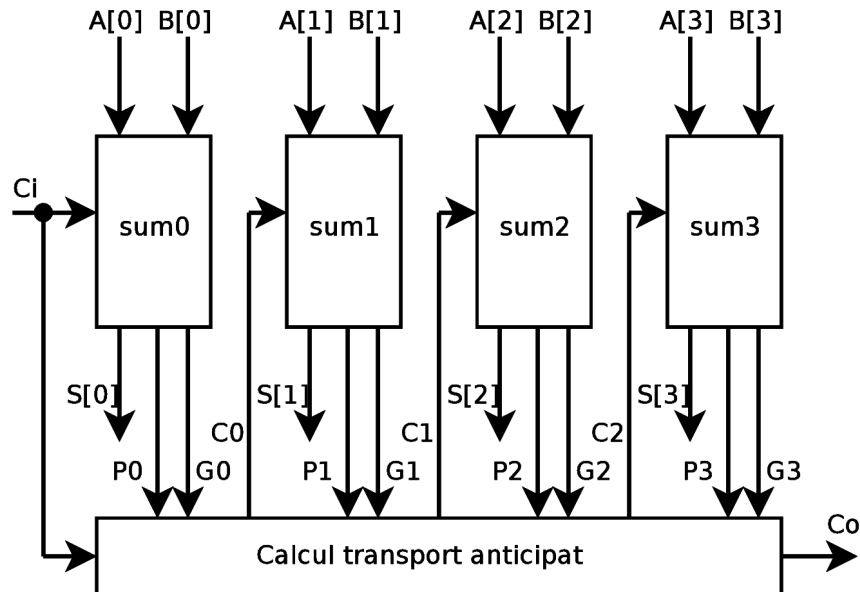 A[0] B[0] A[1] B[1] A[2] B[2] A[3] B[3]
Ci
sum0 sum1 sum2 sum3
S[0] S[1] S[2] S[3]
C0 C1 C2
P0 G0 P1 G1 P2 G2 P3 G3
Co
Calcul transport anticipat